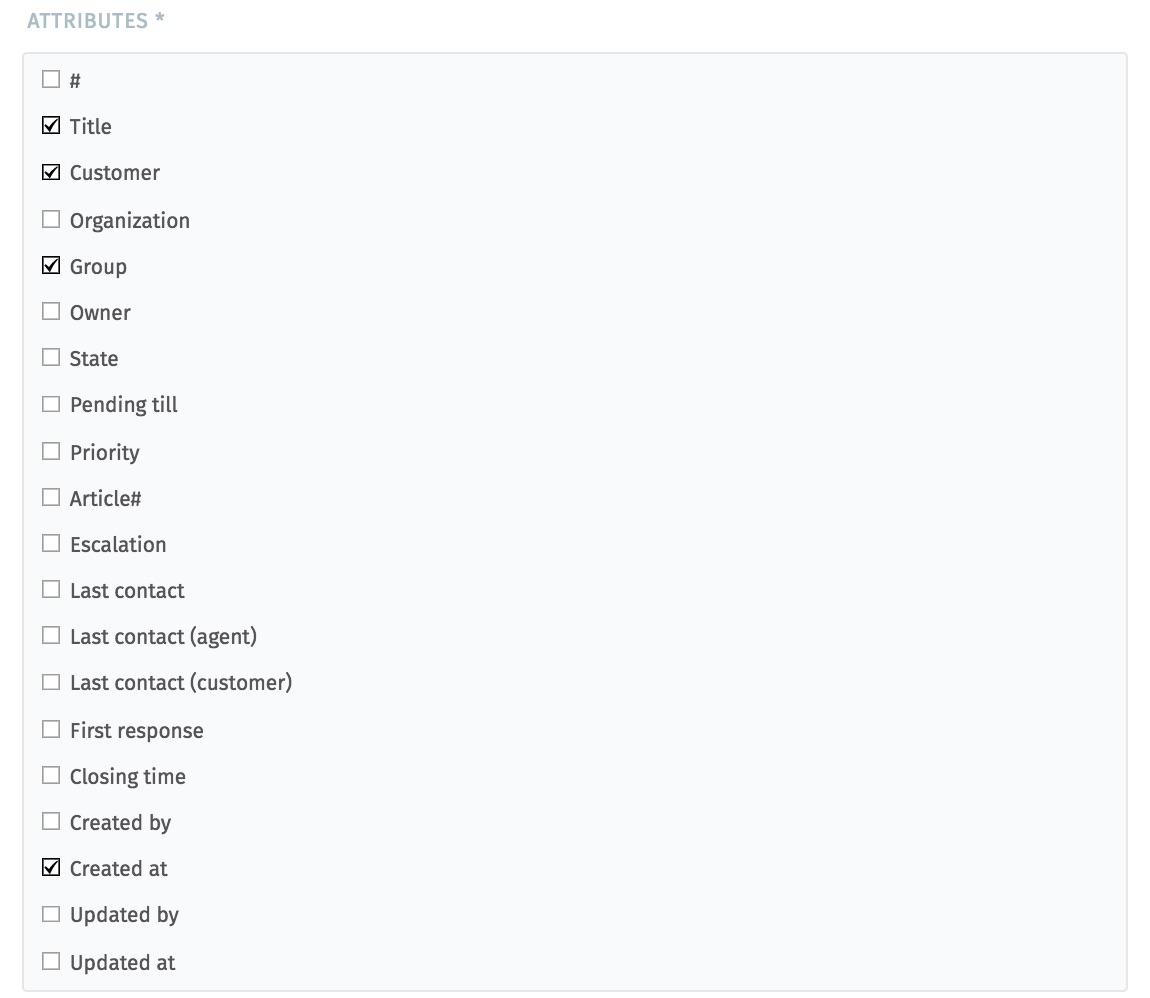 ATTRIBUTES *
#
Title
Customer
Organization
Group
Owner
State
Pending till
Priority
Article#
Escalation
Last contact
Last contact (agent)
Last contact (customer)
First response
Closing time
Created by
Created at
Updated by
Updated at